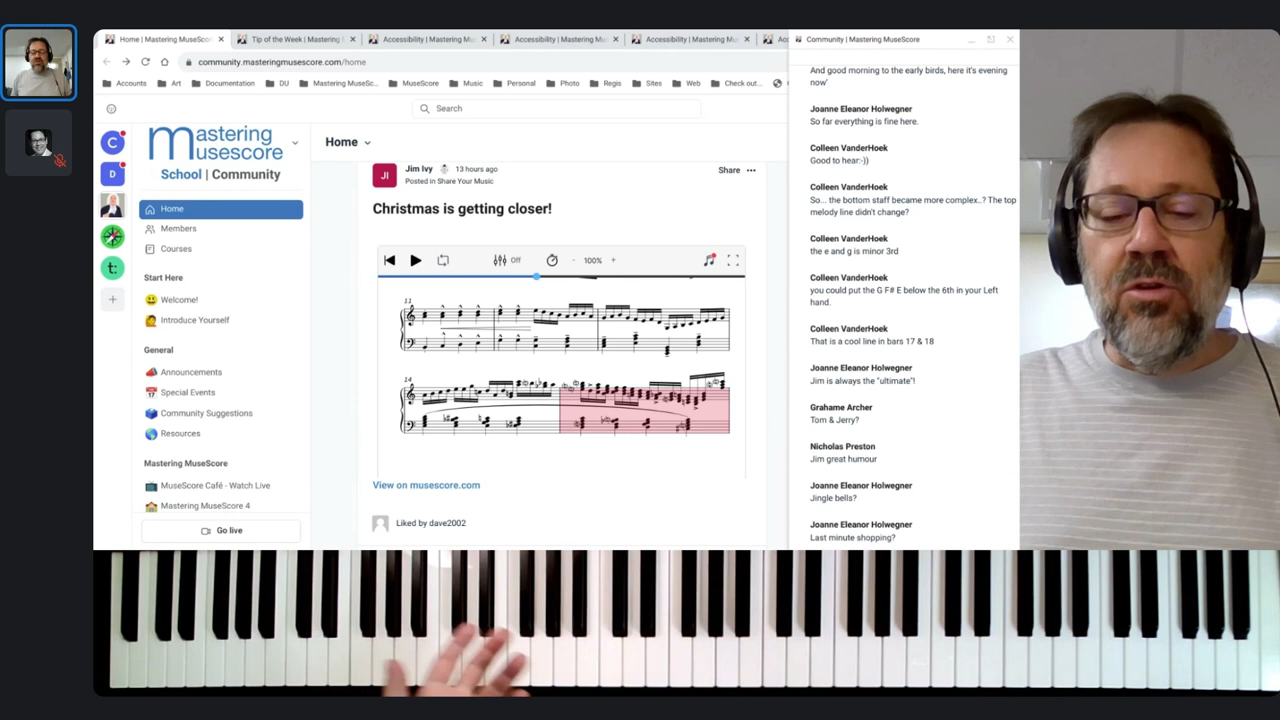 Home | Mastering MuseScor
Tip of the Week | Mastering
Accessibility | Mastering Mu
Accessibility | Mastering Mu
Accessibility | Mastering Mu
Acc
Community | Mastering MuseScore
community.masteringmusescore.com/home
Accounts
Art
Documentation
DU
Mastering MuseSc...
MuseScore
Music
Personal
Photo
Regis
Sites
Web
Check out...
Search
mastering
musescore
School | Community
C
D
t:
Home
Members
Courses
Start Here
Welcome!
Introduce Yourself
General
Announcements
Special Events
Community Suggestions
Resources
Mastering MuseScore
MuseScore Café - Watch Live
Mastering MuseScore 4
Go live
Home
JI
Jim Ivy
13 hours ago
Posted in Share Your Music
Share
Christmas is getting closer!
Off
- 100% +
11
14
View on musescore.com
Liked by dave2002
And good morning to the early birds, here it's evening
now'
Joanne Eleanor Holwegner
So far everything is fine here.
Colleen VanderHoek
Good to hear:-))
Colleen VanderHoek
So... the bottom staff became more complex..? The top
melody line didn't change?
Colleen VanderHoek
the e and g is minor 3rd
Colleen VanderHoek
you could put the G F# E below the 6th in your Left
hand.
Colleen VanderHoek
That is a cool line in bars 17 & 18
Joanne Eleanor Holwegner
Jim is always the "ultimate"!
Grahame Archer
Tom & Jerry?
Nicholas Preston
Jim great humour
Joanne Eleanor Holwegner
Jingle bells?
Joanne Eleanor Holwegner
Last minute shopping?